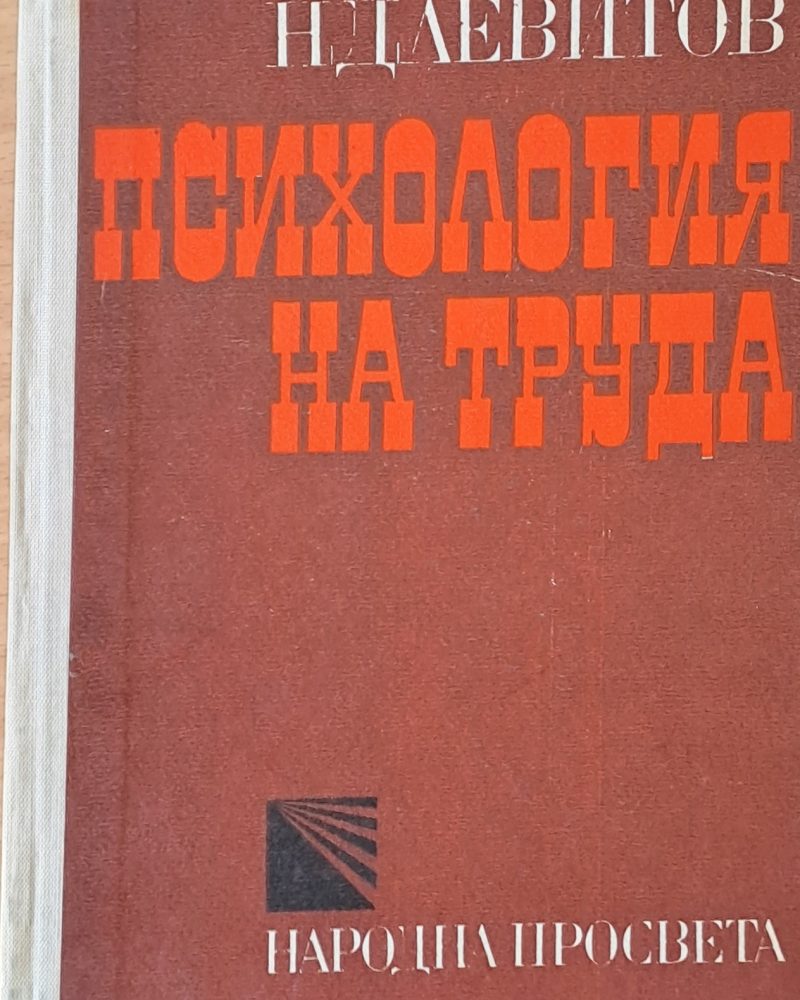 Н. Д. ЛЕВИТОВ
ПСИХОЛОГИЯ
НА ТРУДА
НАРОДНА ПРОСВЕТА